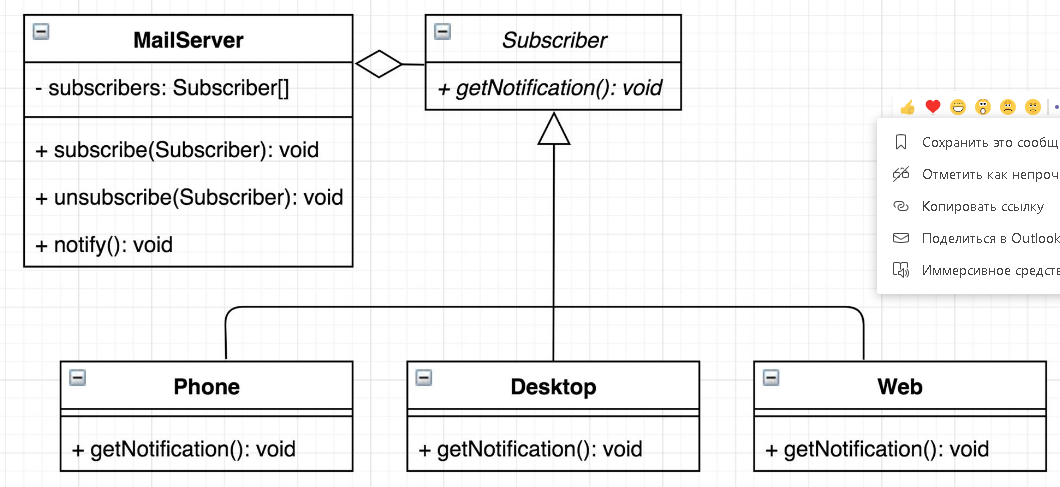 MailServer
- subscribers: Subscriber[]
+ subscribe(Subscriber): void
+ unsubscribe(Subscriber): void
+ notify(): void
Subscriber
+ getNotification(): void
Сохранить это сообщ
Отметить как непроч
Копировать ссылку
Поделиться в Outlook
Иммерсивное средств
Phone
+ getNotification(): void
Desktop
+ getNotification(): void
Web
+ getNotification(): void